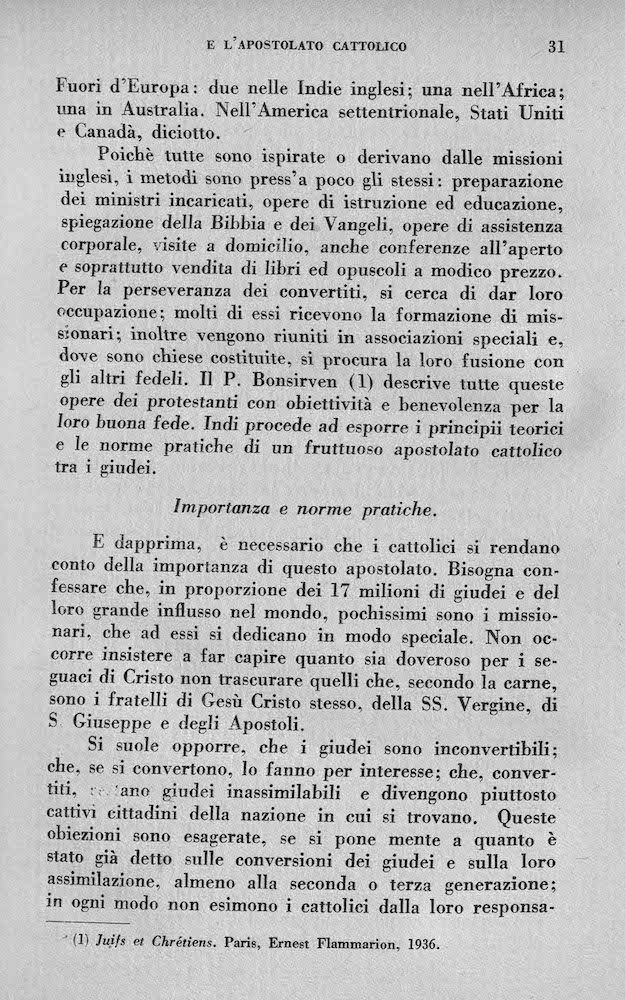 E L'APOSTOLATO CATTOLICO 31
Fuori d'Europa: due nelle Indie inglesi; una nell'Africa;
una in Australia. Nell'America settentrionale, Stati Uniti
e Canadà, diciotto.
Poichè tutte sono ispirate o derivano dalle missioni
inglesi, i metodi sono press'a poco gli stessi: preparazione
dei ministri incaricati, opere di istruzione ed educazione,
spiegazione della Bibbia e dei Vangeli, opere di assistenza
corporale, visite a domicilio, anche conferenze all'aperto
e soprattutto vendita di libri ed opuscoli a modico prezzo.
Per la perseveranza dei convertiti, si cerca di dar loro
occupazione; molti di essi ricevono la formazione di mis-
sionari; inoltre vengono riuniti in associazioni speciali e,
dove sono chiese costituite, si procura la loro fusione con
gli altri fedeli. Il P. Bonsirven (1) descrive tutte queste
opere dei protestanti con obiettività e benevolenza per la
loro buona fede. Indi procede ad esporre i principii teorici
e le norme pratiche di un fruttuoso apostolato cattolico
tra i giudei.
Importanza e norme pratiche.
E dapprima, è necessario che i cattolici si rendano
conto della importanza di questo apostolato. Bisogna con-
fessare che, in proporzione dei 17 milioni di giudei e del
loro grande influsso nel mondo, pochissimi sono i missio-
nari, che ad essi si dedicano in modo speciale. Non oc-
corre insistere a far capire quanto sia doveroso per i se-
guaci di Cristo non trascurare quelli che, secondo la carne,
sono i fratelli di Gesù Cristo stesso, della SS. Vergine, di
S. Giuseppe e degli Apostoli.
Si suole opporre, che i giudei sono inconvertibili;
che, se si convertono, lo fanno per interesse; che, conver-
titi, giudei inassimilabili e divengono piuttosto
cattivi cittadini della nazione in cui si trovano. Queste
obiezioni sono esagerate, se si pone mente a quanto è
stato già detto sulle conversioni dei giudei e sulla loro
assimilazione, almeno alla seconda o terza generazione;
in ogni modo non esimono i cattolici dalla loro responsa-
(1) Juifs et Chrétiens. Paris, Ernest Flammarion, 1936.